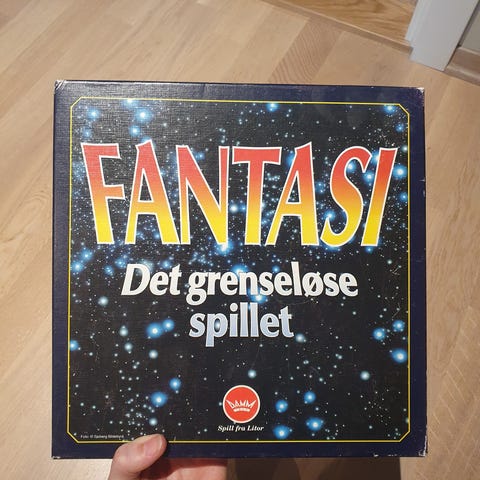 FANTASI
Det grenseløse
spillet
DAMM
Spill fra Litor